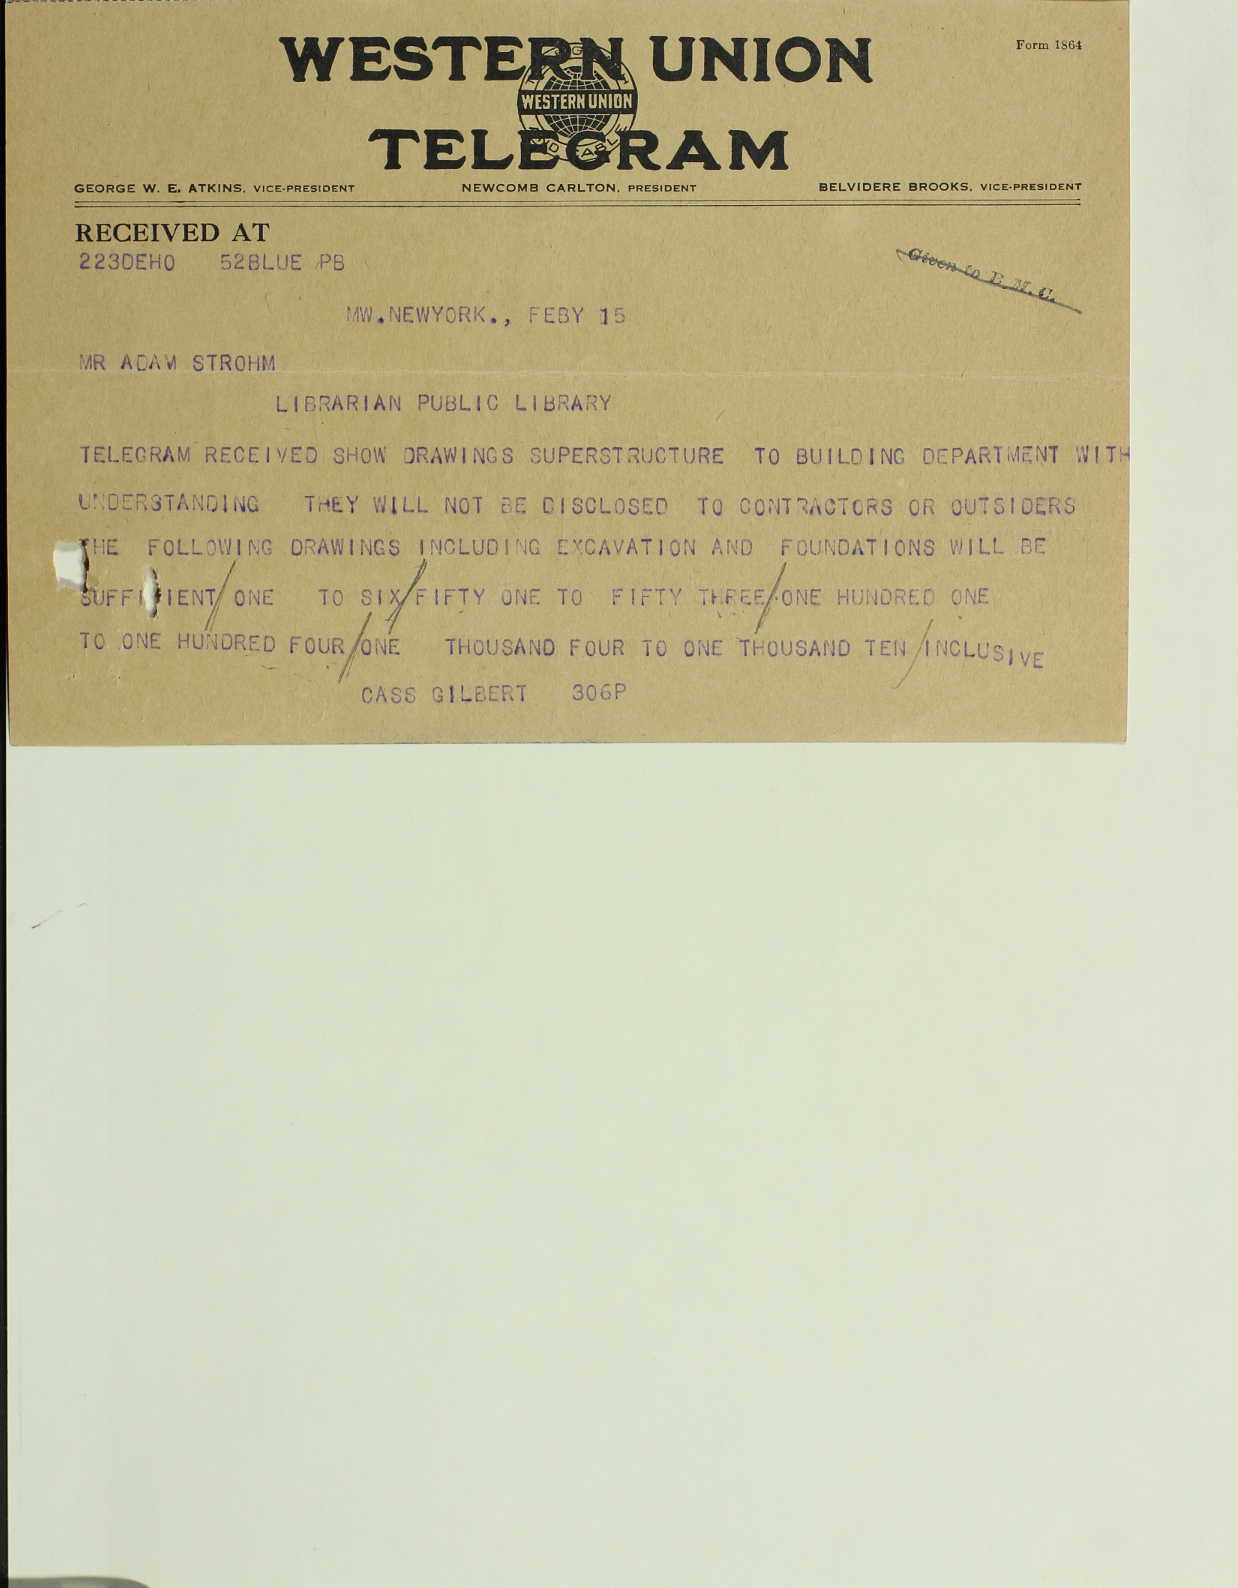 WESTERN UNION
Form 1864
WESTERN UNION
TELEGRAM
GEORGE W. E. ATKINS, VICE-PRESIDENT NEWCOMB CARLTON, PRESIDENT BELVIDERE BROOKS, VICE-PRESIDENT
RECEIVED AT
223DEHO 52BLUE PB
Given to E. M. C.
MW.NEWYORK., FEBY 15
MR ADAM STROHM
LIBRARIAN PUBLIC LIBRARY
TELEGRAM RECEIVED SHOW DRAWINGS SUPERSTRUCTURE TO BUILDING DEPARTMENT WITH
UNDERSTANDING THEY WILL NOT BE DISCLOSED TO CONTRACTORS OR OUTSIDERS
THE FOLLOWING DRAWINGS INCLUDING EXCAVATION AND FOUNDATIONS WILL BE
SUFFICIENT/ONE TO SIX/FIFTY ONE TO FIFTY THREE/ONE HUNDRED ONE
TO ONE HUNDRED FOUR/ONE THOUSAND FOUR TO ONE THOUSAND TEN/INCLUSIVE
CASS GILBERT 306P